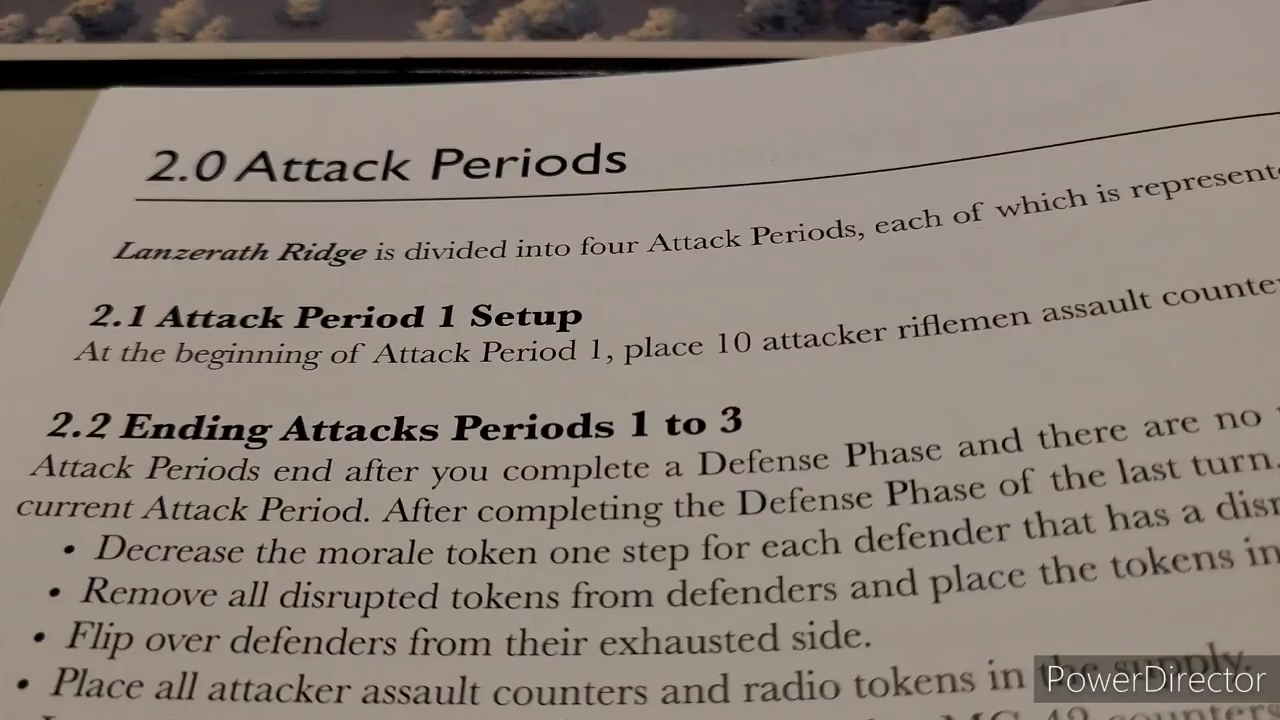 2.0 Attack Periods
Lanzerath Ridge is divided into four Attack Periods, each of which is
2.1 Attack Period 1 Setup
At the beginning of Attack Period 1, place 10 attacker riflemen assault
2.2 Ending Attacks Periods 1 to 3
Attack Periods end after you complete a Defense Phase and there are no
current Attack Period. After completing the Defense Phase of the last turn.
• Decrease the morale token one step for each defender that has a
• Remove all disrupted tokens from defenders and place the tokens in
• Flip over defenders from their exhausted side.
• Place all attacker assault counters and radio tokens in the supply.
PowerDirector